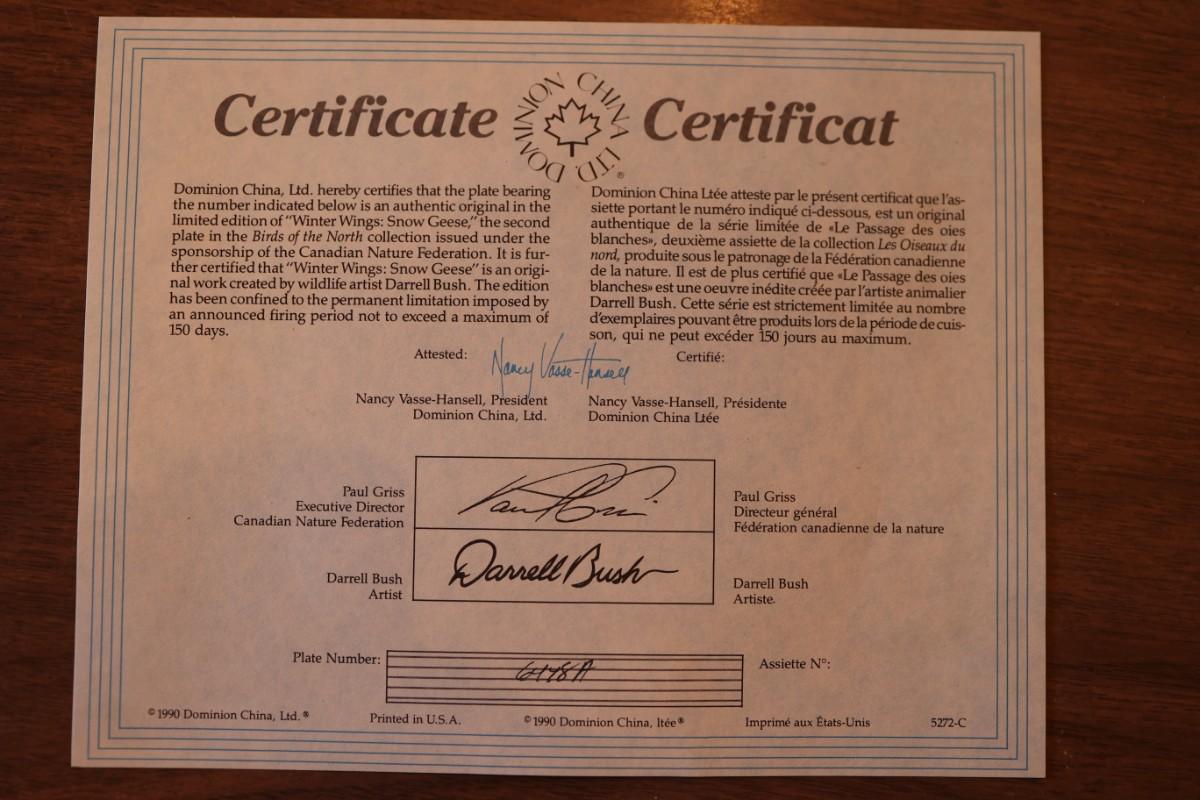 Certificate
DOMINION CHINA LTD. ®
Certificat
Dominion China, Ltd. hereby certifies that the plate bearing
the number indicated below is an authentic original in the
limited edition of "Winter Wings: Snow Geese," the second
plate in the Birds of the North collection issued under the
sponsorship of the Canadian Nature Federation. It is fur-
ther certified that "Winter Wings: Snow Geese" is an origi-
nal work created by wildlife artist Darrell Bush. The edition
has been confined to the permanent limitation imposed by
an announced firing period not to exceed a maximum of
150 days.
Dominion China Ltée atteste par le présent certificat que l'as-
siette portant le numéro indiqué ci-dessous, est un original
authentique de la série limitée de «Le Passage des oies
blanches», deuxième assiette de la collection Les Oiseaux du
nord, produite sous le patronage de la Fédération canadienne
de la nature. Il est de plus certifié que «Le Passage des oies
blanches» est une oeuvre inédite créée par l'artiste animalier
Darrell Bush. Cette série est strictement limitée au nombre
d'exemplaires pouvant être produits lors de la période de cuis-
son, qui ne peut excéder 150 jours au maximum.
Attested:
Nancy Vasse-Hansell
Certifié:
Nancy Vasse-Hansell, President
Dominion China, Ltd.
Nancy Vasse-Hansell, Présidente
Dominion China Ltée
Paul Griss
Executive Director
Canadian Nature Federation
Paul Griss
Paul Griss
Directeur général
Fédération canadienne de la nature
Darrell Bush
Artist
Darrell Bush
Darrell Bush
Artiste
Plate Number:
6148A
Assiette N°:
©1990 Dominion China, Ltd.®
Printed in U.S.A.
©1990 Dominion China, ltée®
Imprimé aux États-Unis
5272-C